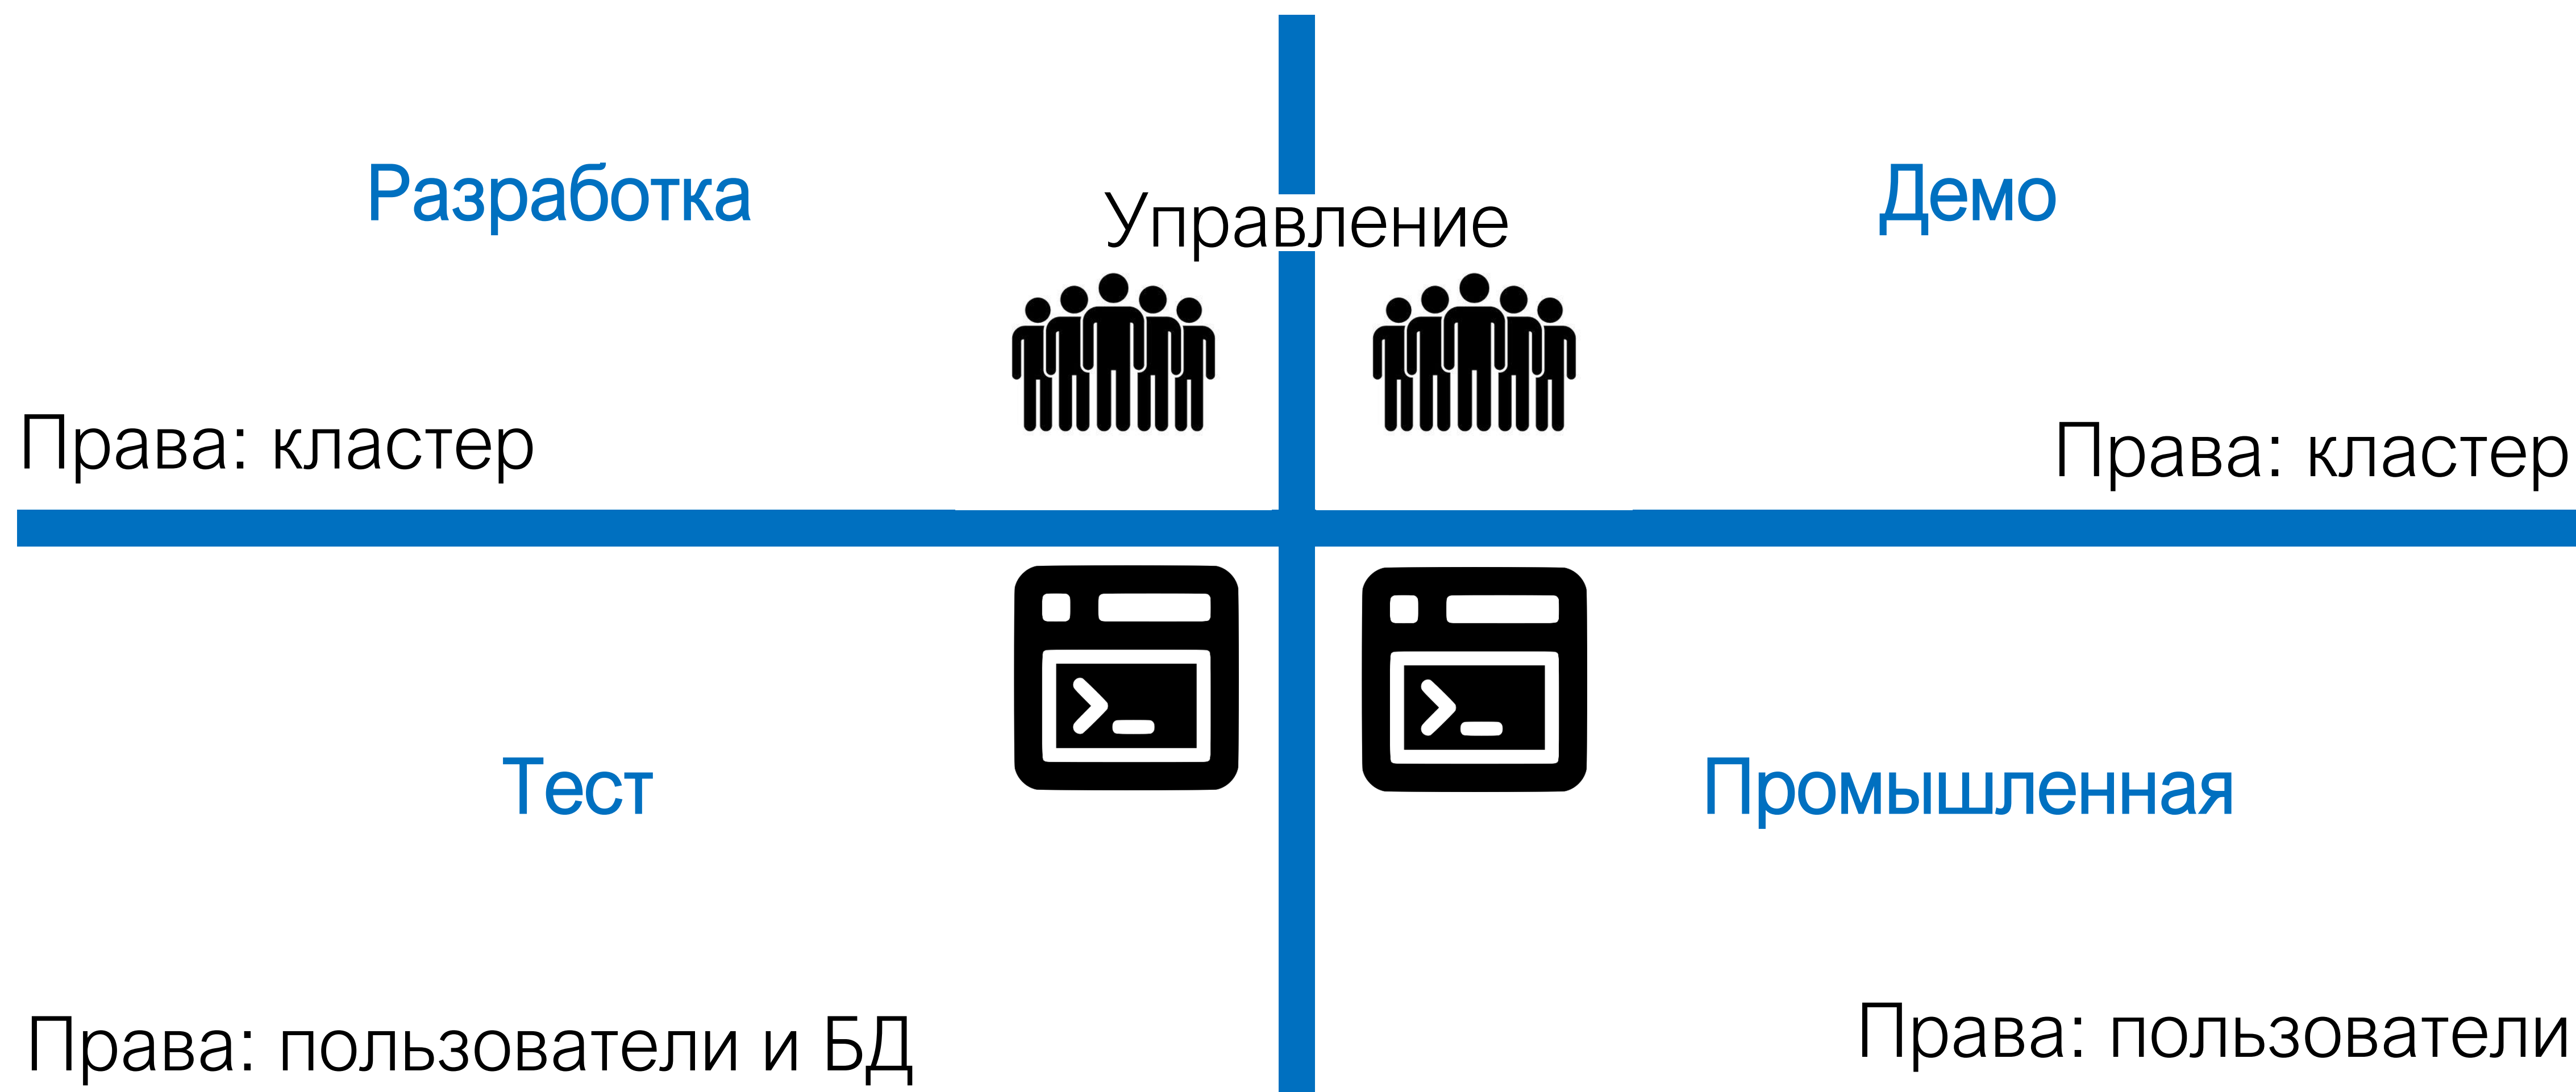 Разработка
Управление
Демо
Права: кластер
Права: кластер
Тест
Промышленная
Права: пользователи и БД
Права: пользователи